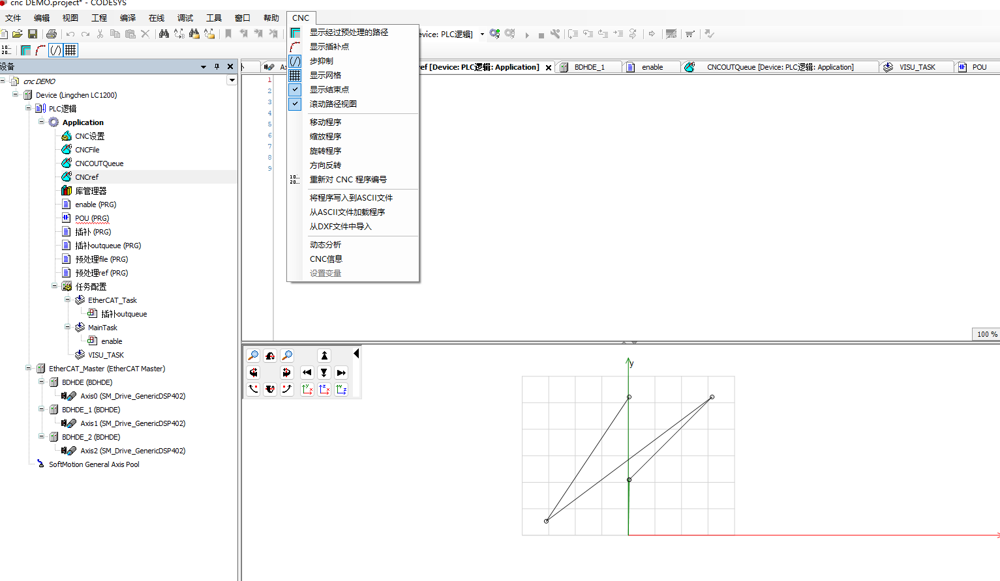 cnc DEMO.project* - CODESYS
文件 编辑 视图 工程 编译 在线 调试 工具 窗口 帮助 CNC
显示经过预处理的路径
显示插补点
步抑制
显示网格
显示结束点
滚动路径视图
移动程序
缩放程序
旋转程序
方向反转
10...
20...
重新对 CNC 程序编号
将程序写入到ASCII文件
从ASCII文件加载程序
从DXF文件中导入
动态分析
CNC信息
设置变量
evice: PLC逻辑]
10...
20...
设备
ref [Device: PLC逻辑: Application]
BDHDE_1
enable
CNCOUTQueue [Device: PLC逻辑: Application]
VISU_TASK
POU
cnc DEMO
Device (Lingchen LC1200)
PLC逻辑
Application
CNC设置
CNCFile
CNCOUTQueue
CNCref
库管理器
enable (PRG)
POU (PRG)
插补 (PRG)
插补outqueue (PRG)
预处理file (PRG)
预处理ref (PRG)
任务配置
EtherCAT_Task
插补outqueue
MainTask
enable
VISU_TASK
EtherCAT_Master (EtherCAT Master)
BDHDE (BDHDE)
Axis0 (SM_Drive_GenericDSP402)
BDHDE_1 (BDHDE)
Axis1 (SM_Drive_GenericDSP402)
BDHDE_2 (BDHDE)
Axis2 (SM_Drive_GenericDSP402)
SoftMotion General Axis Pool
1
2
3
4
5
6
7
8
9
100 %
y